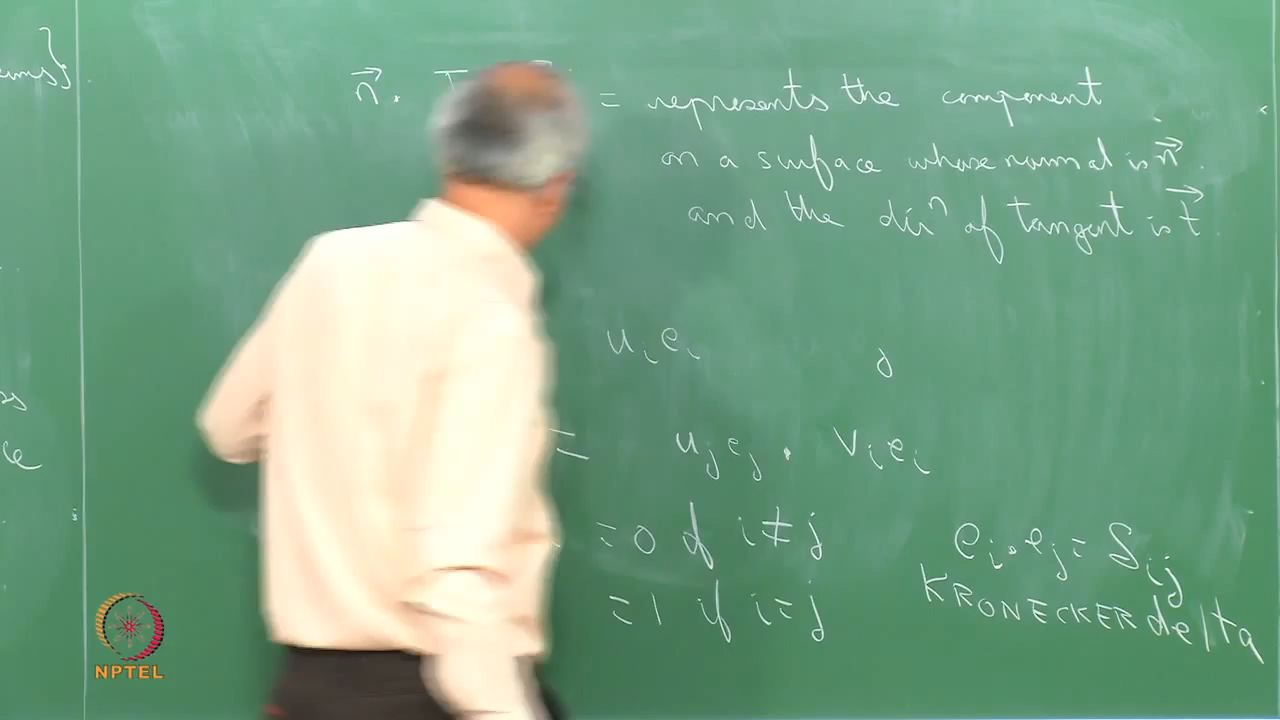 ms}
n⃗. T = represents the component
on a surface whose normal is n⃗.
and the dirⁿ of tangent is t⃗.
uᵢeᵢ
= uⱼeⱼ . vᵢeᵢ
=0 if i≠j
eᵢ.eⱼ = δᵢⱼ
=1 if i=j
KRONECKER delta
NPTEL